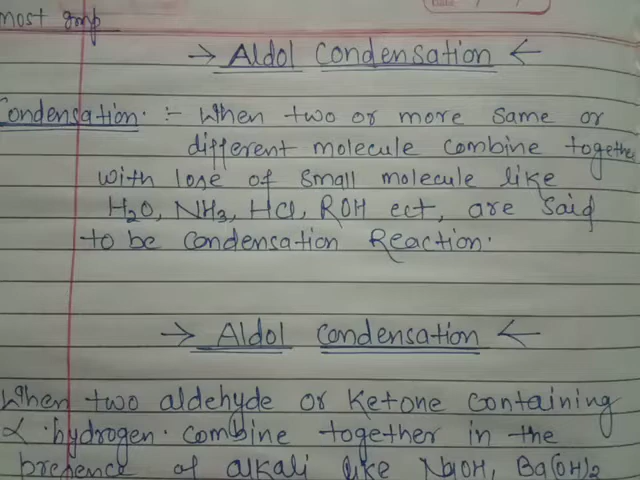 most gmp
→ Aldol Condensation ←
Condensation :- When two or more same or
different molecule combine together
with lose of small molecule like
H₂O, NH₃, HCl, ROH ect, are said
to be Condensation Reaction.
→ Aldol Condensation ←
When two aldehyde or Ketone containing
α.hydrogen.combine together in the
presence of alkali like NaOH, Ba(OH)2